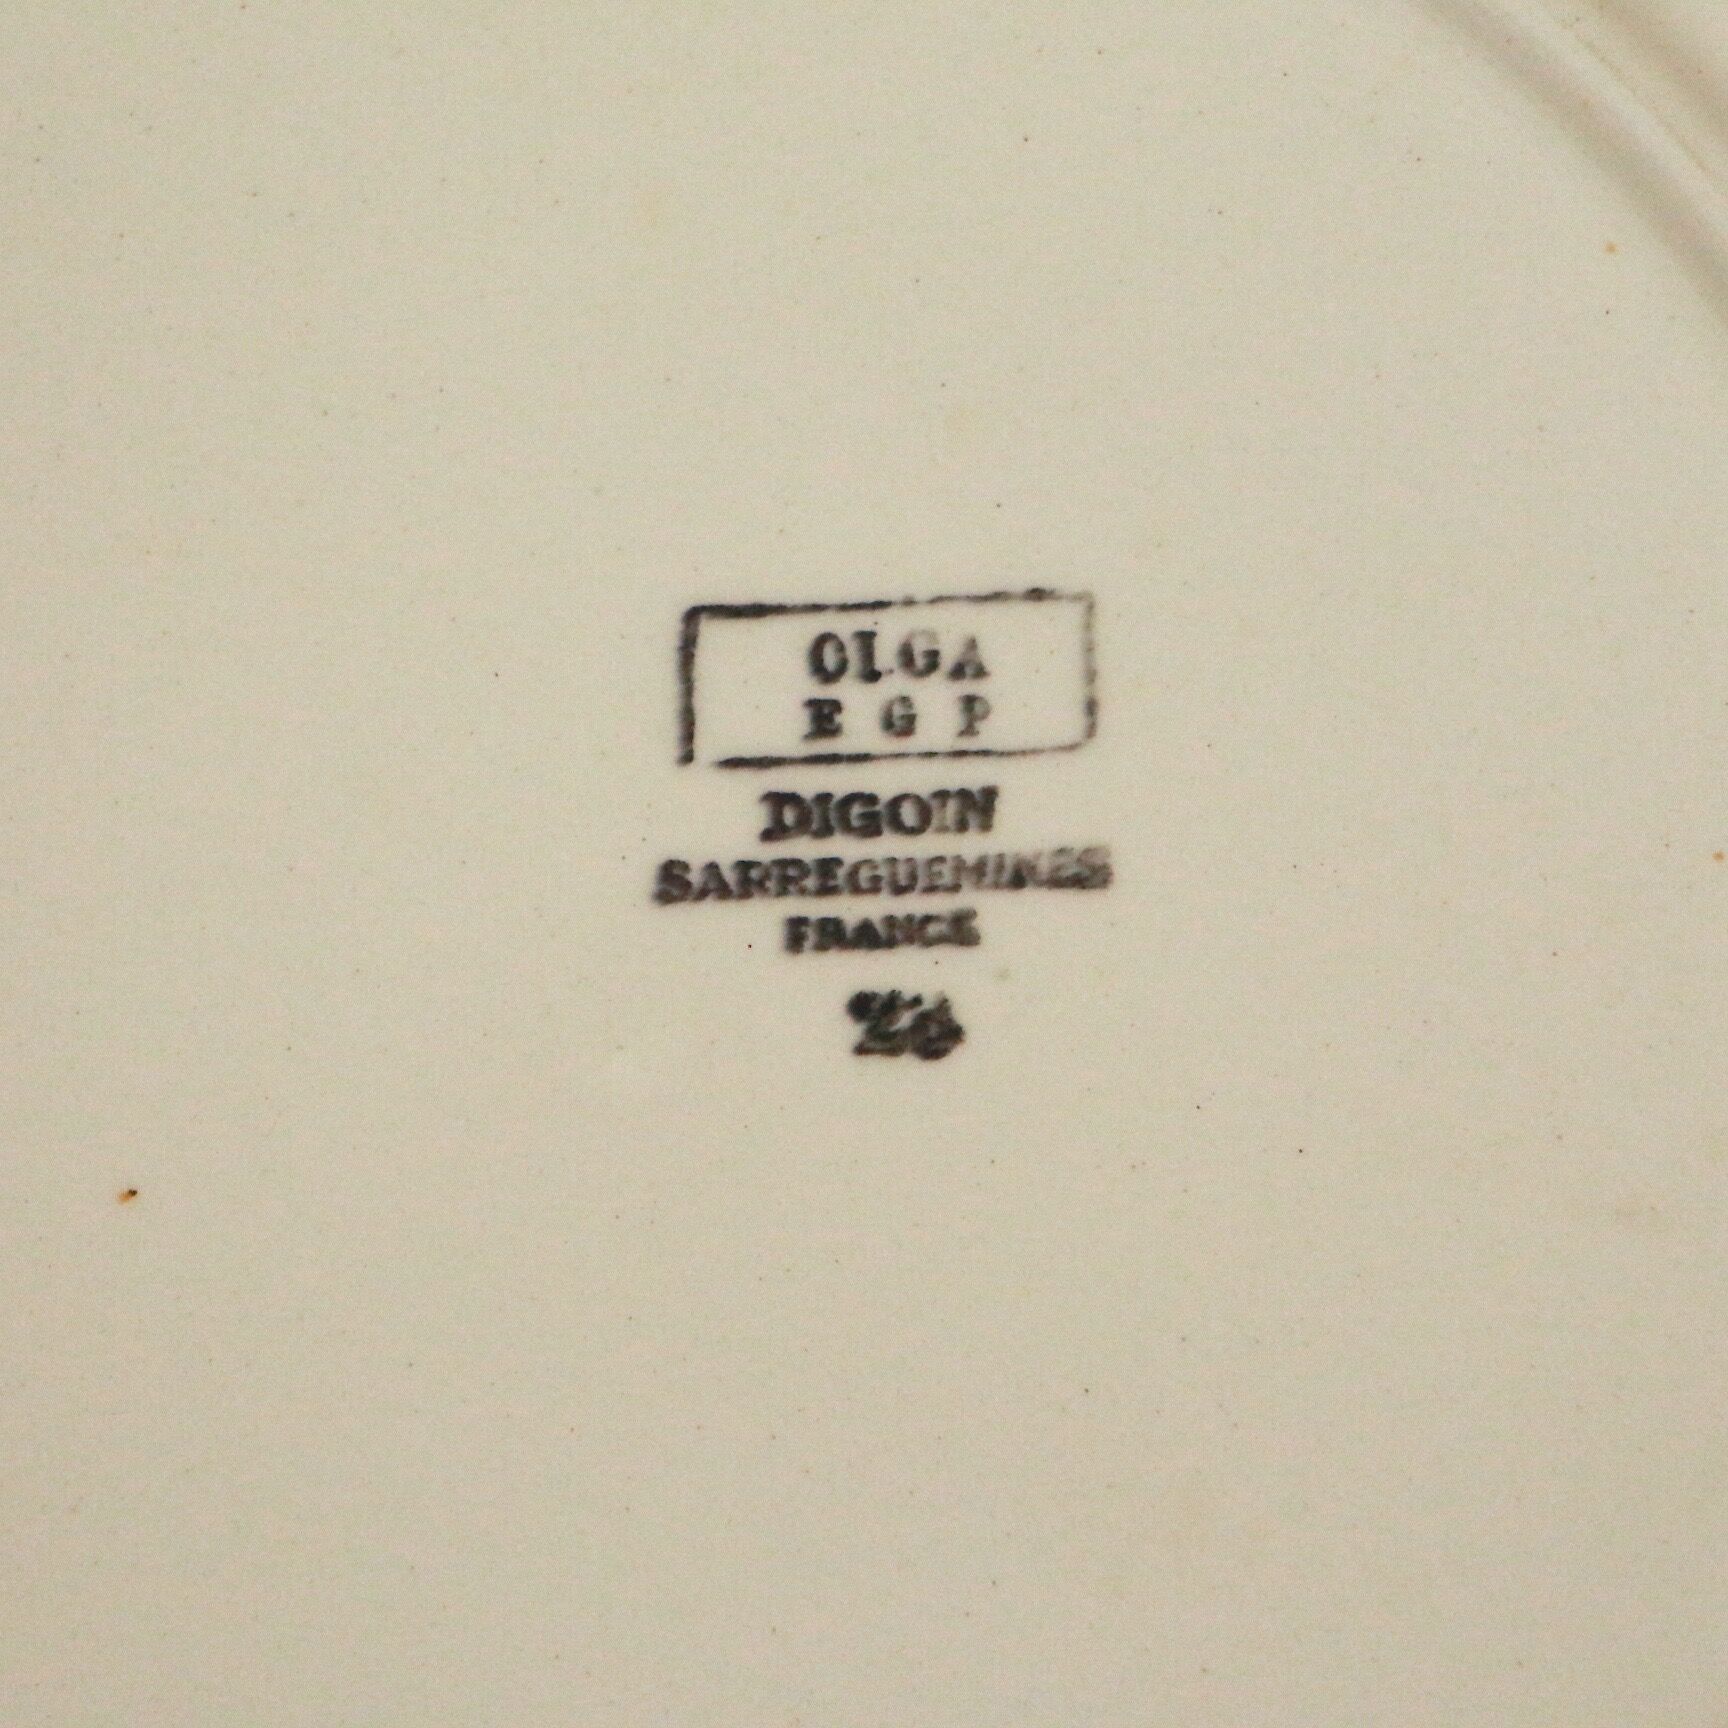 OLGA
E G P
DIGOIN
SARREGUEMINES
FRANCE